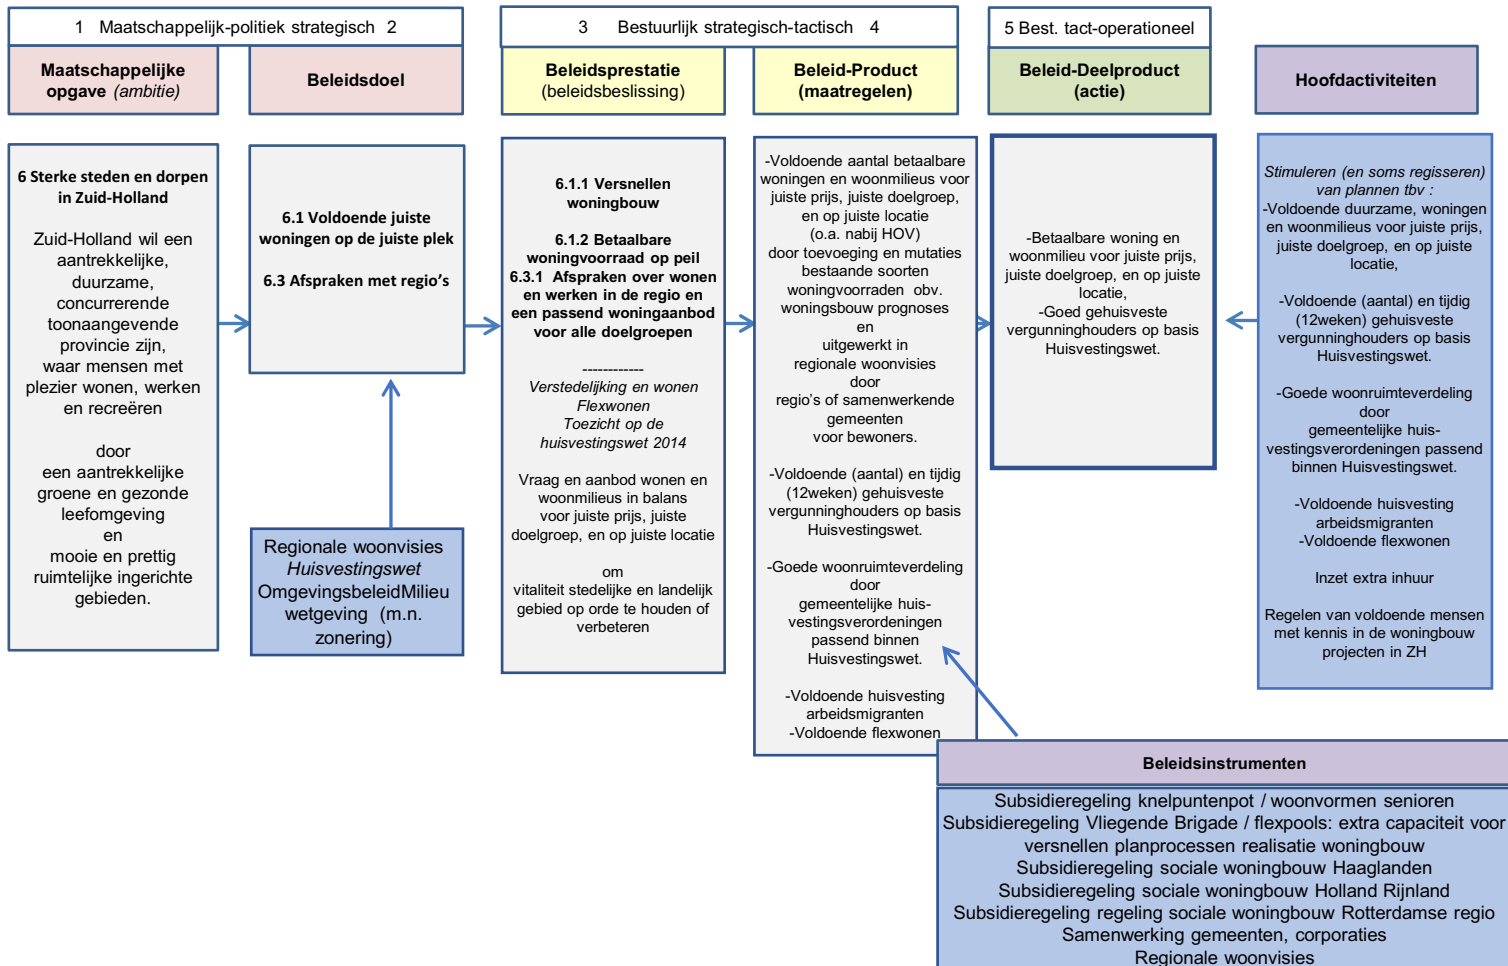 1 Maatschappelijk-politiek strategisch 2
3 Bestuurlijk strategisch-tactisch 4
5 Best. tact-operationeel
Maatschappelijke
opgave (ambitie)
Beleidsdoel
Beleidsprestatie
(beleidsbeslissing)
Beleid-Product
(maatregelen)
Beleid-Deelproduct
(actie)
Hoofdactiviteiten
6 Sterke steden en dorpen
in Zuid-Holland
Zuid-Holland wil een
aantrekkelijke,
duurzame,
concurrerende
toonaangevende
provincie zijn,
waar mensen met
plezier wonen, werken
en recreëren
door
een aantrekkelijke
groene en gezonde
leefomgeving
en
mooie en prettig
ruimtelijke ingerichte
gebieden.
6.1 Voldoende juiste
woningen op de juiste plek
6.3 Afspraken met regio's
Regionale woonvisies
Huisvestingswet
OmgevingsbeleidMilieu
wetgeving (m.n.
zonering)
6.1.1 Versnellen
woningbouw
6.1.2 Betaalbare
woningvoorraad op peil
6.3.1 Afspraken over wonen
en werken in de regio en
een passend woningaanbod
voor alle doelgroepen
------------
Verstedelijking en wonen
Flexwonen
Toezicht op de
huisvestingswet 2014
Vraag en aanbod wonen en
woonmilieus in balans
voor juiste prijs, juiste
doelgroep, en op juiste locatie
om
vitaliteit stedelijke en landelijk
gebied op orde te houden of
verbeteren
-Voldoende aantal betaalbare
woningen en woonmilieus voor
juiste prijs, juiste doelgroep,
en op juiste locatie
(o.a. nabij HOV)
door toevoeging en mutaties
bestaande soorten
woningvoorraden obv.
woningsbouw prognoses
en
uitgewerkt in
regionale woonvisies
door
regio's of samenwerkende
gemeenten
voor bewoners.
-Voldoende (aantal) en tijdig
(12weken) gehuisveste
vergunninghouders op basis
Huisvestingswet.
-Goede woonruimteverdeling
door
gemeentelijke huis-
vestingsverordeningen
passend binnen
Huisvestingswet.
-Voldoende huisvesting
arbeidsmigranten
-Voldoende flexwonen
-Betaalbare woning en
woonmilieu voor juiste prijs,
juiste doelgroep, en op juiste
locatie,
-Goed gehuisveste
vergunninghouders op basis
Huisvestingswet.
Stimuleren (en soms regisseren)
van plannen tbv :
-Voldoende duurzame, woningen
en woonmilieus voor juiste prijs,
juiste doelgroep, en op juiste
locatie,
-Voldoende (aantal) en tijdig
(12weken) gehuisveste
vergunninghouders op basis
Huisvestingswet.
-Goede woonruimteverdeling
door
gemeentelijke huis-
vestingsverordeningen passend
binnen Huisvestingswet.
-Voldoende huisvesting
arbeidsmigranten
-Voldoende flexwonen
Inzet extra inhuur
Regelen van voldoende mensen
met kennis in de woningbouw
projecten in ZH
Beleidsinstrumenten
Subsidieregeling knelpuntenpot / woonvormen senioren
Subsidieregeling Vliegende Brigade / flexpools: extra capaciteit voor
versnellen planprocessen realisatie woningbouw
Subsidieregeling sociale woningbouw Haaglanden
Subsidieregeling sociale woningbouw Holland Rijnland
Subsidieregeling regeling sociale woningbouw Rotterdamse regio
Samenwerking gemeenten, corporaties
Regionale woonvisies